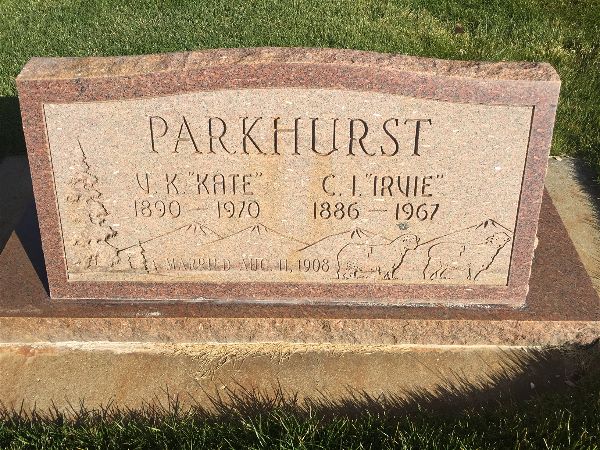 PARKHURST
V. K. "KATE" C. I. "IRVIE"
1890 — 1970 1886 — 1967
MARRIED AUG. 11, 1908